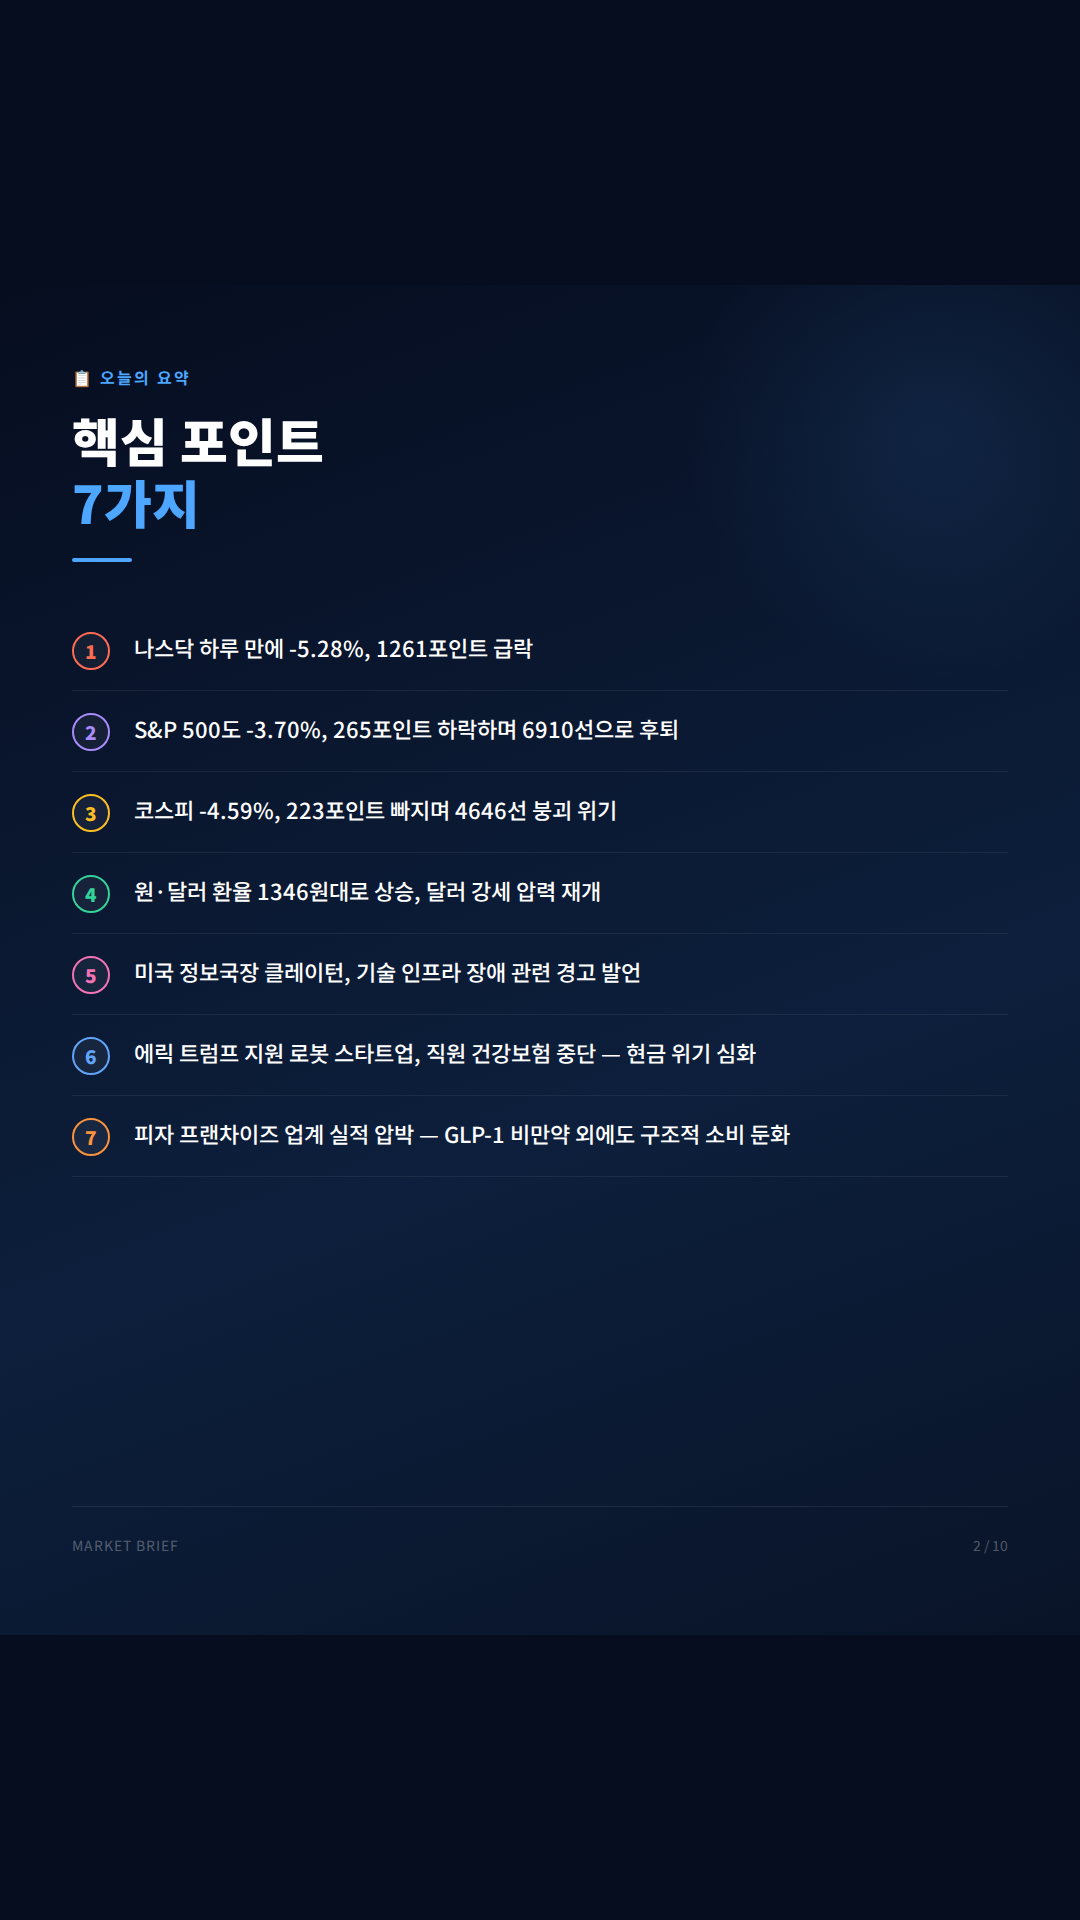 📋 오늘의 요약
핵심 포인트
7가지
1 나스닥 하루 만에 -5.28%, 1261포인트 급락
2 S&P 500도 -3.70%, 265포인트 하락하며 6910선으로 후퇴
3 코스피 -4.59%, 223포인트 빠지며 4646선 붕괴 위기
4 원·달러 환율 1346원대로 상승, 달러 강세 압력 재개
5 미국 정보국장 클레이턴, 기술 인프라 장애 관련 경고 발언
6 에릭 트럼프 지원 로봇 스타트업, 직원 건강보험 중단 — 현금 위기 심화
7 피자 프랜차이즈 업계 실적 압박 — GLP-1 비만약 외에도 구조적 소비 둔화
MARKET BRIEF
2 / 10